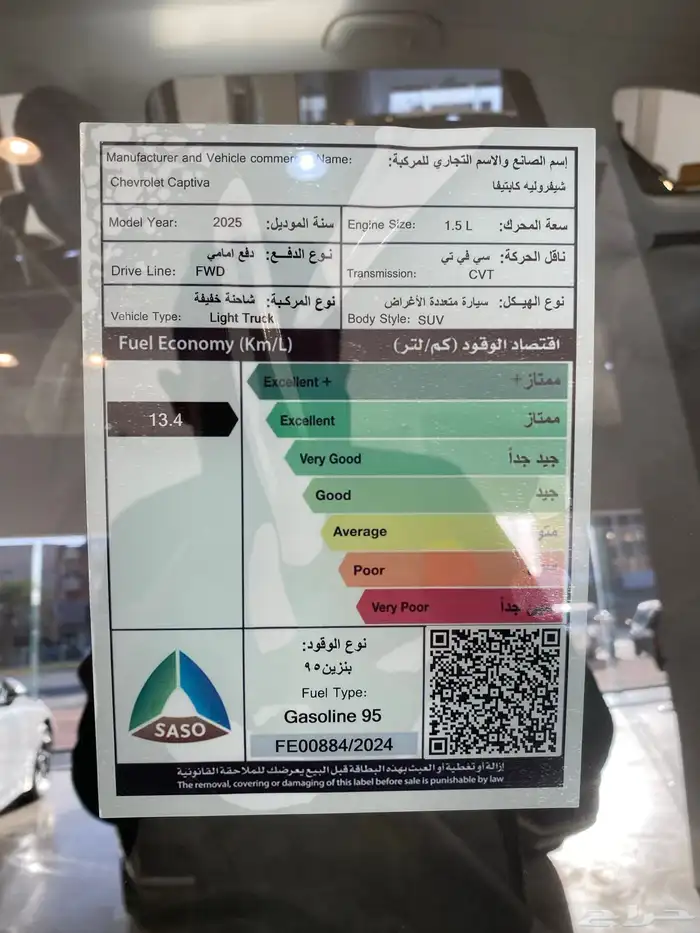 Manufacturer and Vehicle Name: إسم الصانع والاسم التجاري للمركبة:
Chevrolet Captiva شيفروليه كابتيفا
Model Year: 2025 سنة الموديل:
Engine Size: 1.5 L سعة المحرك:
نوع الدفع: دفع امامي
Drive Line: FWD
ناقل الحركة: سي في تي
Transmission: CVT
نوع المركبة: شاحنة خفيفة
Vehicle Type: Light Truck
نوع الهيكل: سيارة متعددة الأغراض
Body Style: SUV
Fuel Economy (Km/L) اقتصاد الوقود (كم/لتر)
13.4
Excellent + ممتاز+
Excellent ممتاز
Very Good جيد جداً
Good جيد
Average
Poor
Very Poor جداً
SASO
نوع الوقود:
بنزين ٩٥
Fuel Type:
Gasoline 95
FE00884/2024
إزالة أو تغطية أو العبث بهذه البطاقة قبل البيع يعرضك للملاحقة القانونية
The removal, covering or damaging of this label before sale is punishable by law
حراج